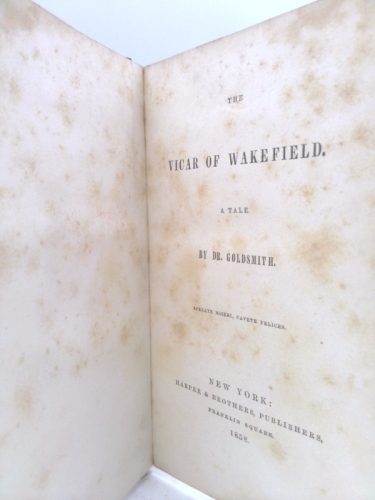 THE
VICAR OF WAKEFIELD.
A TALE
BY DR. GOLDSMITH.
SPERATE MISERI, CAVETE FELICES.
NEW YORK:
HARPER & BROTHERS, PUBLISHERS,
FRANKLIN SQUARE.
1858.